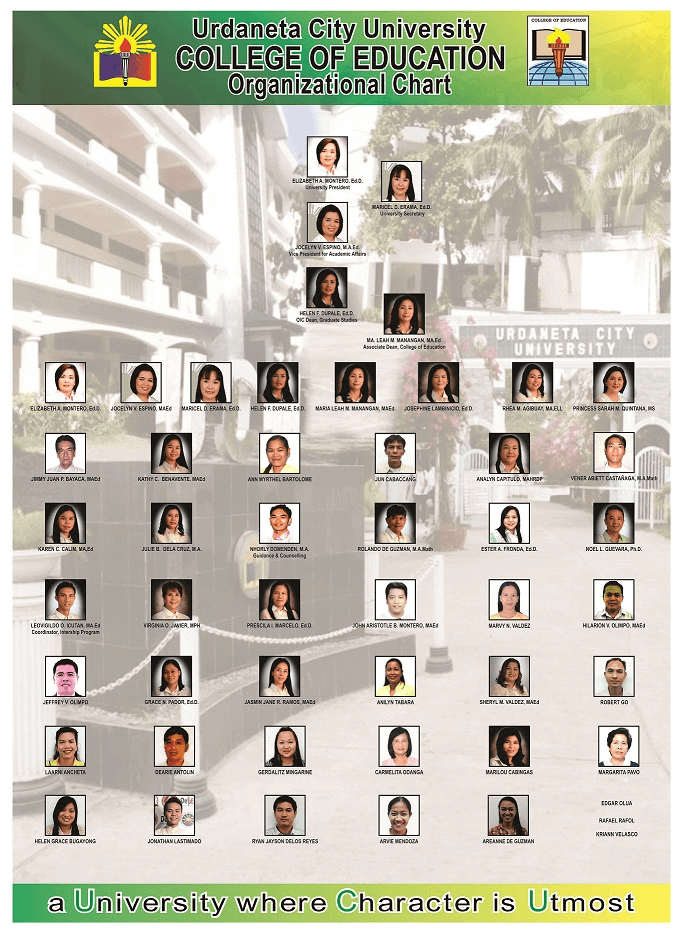 Urdaneta City University
COLLEGE OF EDUCATION
Organizational Chart
COLLEGE OF EDUCATION
ELIZABETH A. MONTERO, Ed.D.
University President
MARICEL D. ERAMA, Ed.D.
University Secretary
JOCELYN V. ESPINO, M.A.Ed.
Vice President for Academic Affairs
HELEN F. DUPALE, Ed.D.
OIC Dean, Graduate Studies
MA. LEAH M. MANANGAN, MA.Ed
Associate Dean, College of Education
URDANETA CITY
UNIVERSITY
ELIZABETH A. MONTERO, Ed.D.
JOCELYN V. ESPINO, MAEd
MARICEL D. ERAMA, Ed.D.
HELEN F. DUPALE, Ed.D.
MARIA LEAH M. MANANGAN, MAEd.
JOSEPHINE LAMBINICIO, Ed.D.
RHEA M. AGIBUAY, MA.ELL
PRINCESS SARAH M. QUINTANA, MS
JIMMY JUAN P. BAYACA, MAEd
KATHY C. BENAVENTE, MAEd
ANN MYRTHEL BARTOLOME
JUN CABACCANG
ANALYN CAPITULO, MAHRDP
VENER ABIETT CASTAÑAGA, M.A.Math
KAREN C. CALIM, MA,Ed
JULIE B. DELA CRUZ, M.A.
NHORLY DOMENDEN, M.A.
Guidance & Counselling
ROLANDO DE GUZMAN, M.A.Math
ESTER A. FRONDA, Ed.D.
NOEL L. GUEVARA, Ph.D.
LEOVIGILDO O. ICUTAN, MA.Ed
Coordinator, Intership Program
VIRGINIA O. JAVIER, MPH
PRESCILA I. MARCELO, Ed.D.
JOHN ARISTOTLE B. MONTERO, MAEd
MARVY N. VALDEZ
HILARION V. OLIMPO, MAEd
JEFFREY V. OLIMPO
GRACE N. PADOR, Ed.D.
JASMIN JANE R. RAMOS, MAEd
ANILYN TABARA
SHERYL M. VALDEZ, MAEd
ROBERT GO
LAARNI ANCHETA
DEARIE ANTOLIN
GERDALITZ MINGARINE
CARMELITA ODANGA
MARILOU CABINGAS
MARGARITA PAVO
HELEN GRACE BUGAYONG
JONATHAN LASTIMADO
RYAN JAYSON DELOS REYES
ARVIE MENDOZA
AREANNE DE GUZMAN
EDGAR OLUA
RAFAEL RAFOL
KRIANN VELASCO
a University where Character is Utmost